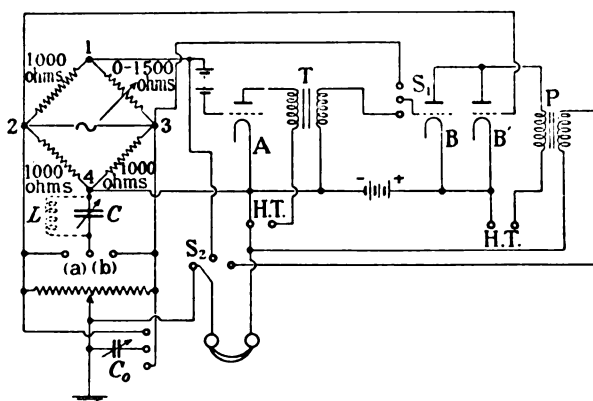 1
1000 ohms
0-1500 ohms
2
3
T
S₁
P
A
B
B'
1000 ohms
4
1000 ohms
- +
L
C
H.T.
H.T.
(a) (b)
S₂
C₀